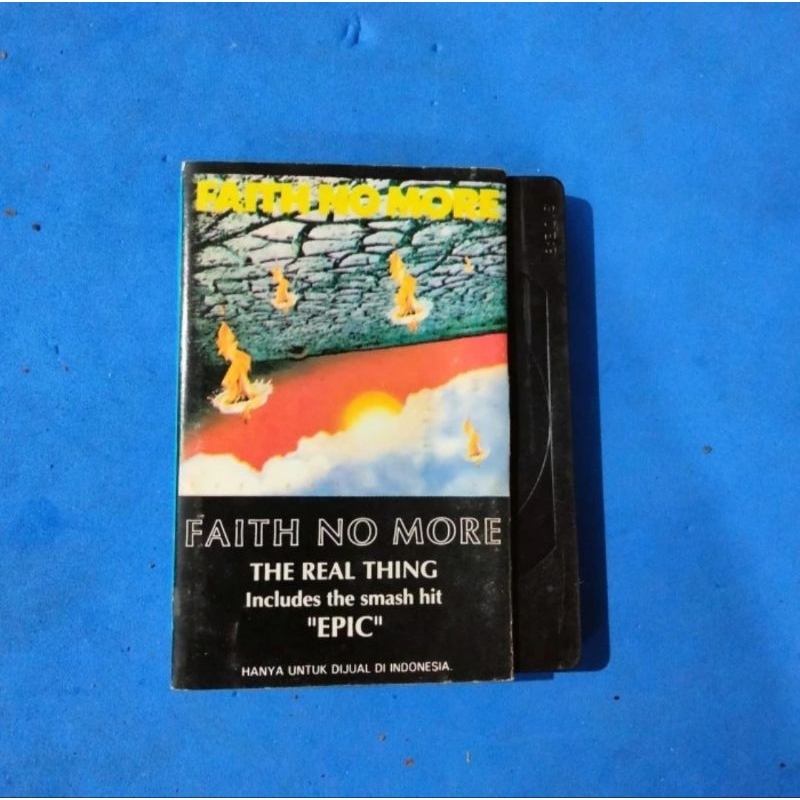 FAITH NO MORE
FAITH NO MORE
THE REAL THING
Includes the smash hit
"EPIC"
HANYA UNTUK DIJUAL DI INDONESIA.